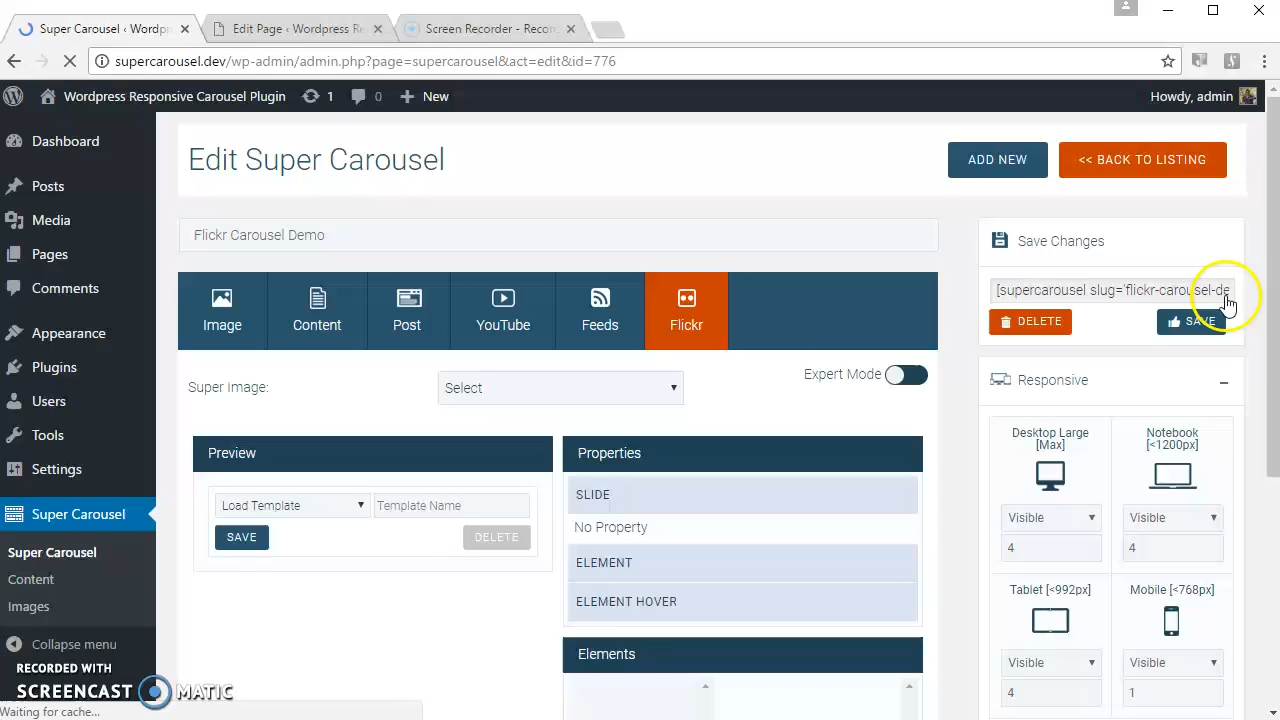 Super Carousel ‹ Wordpr
Edit Page ‹ Wordpress R
Screen Recorder - Recor
supercarousel.dev/wp-admin/admin.php?page=supercarousel&act=edit&id=776
Wordpress Responsive Carousel Plugin
1
0
New
Howdy, admin
Dashboard
Posts
Media
Pages
Comments
Appearance
Plugins
Users
Tools
Settings
Super Carousel
Super Carousel
Content
Images
Collapse menu
RECORDED WITH
SCREENCAST MATIC
Waiting for cache...
Edit Super Carousel
ADD NEW
<< BACK TO LISTING
Flickr Carousel Demo
Image
Content
Post
YouTube
Feeds
Flickr
Super Image:
Select
Expert Mode
Preview
Load Template
Template Name
SAVE
DELETE
Properties
SLIDE
No Property
ELEMENT
ELEMENT HOVER
Elements
Save Changes
[supercarousel slug='flickr-carousel-de
DELETE
SAVE
Responsive
Desktop Large
[Max]
Visible
4
Notebook
[<1200px]
Visible
4
Tablet [<992px]
Visible
4
Mobile [<768px]
Visible
1